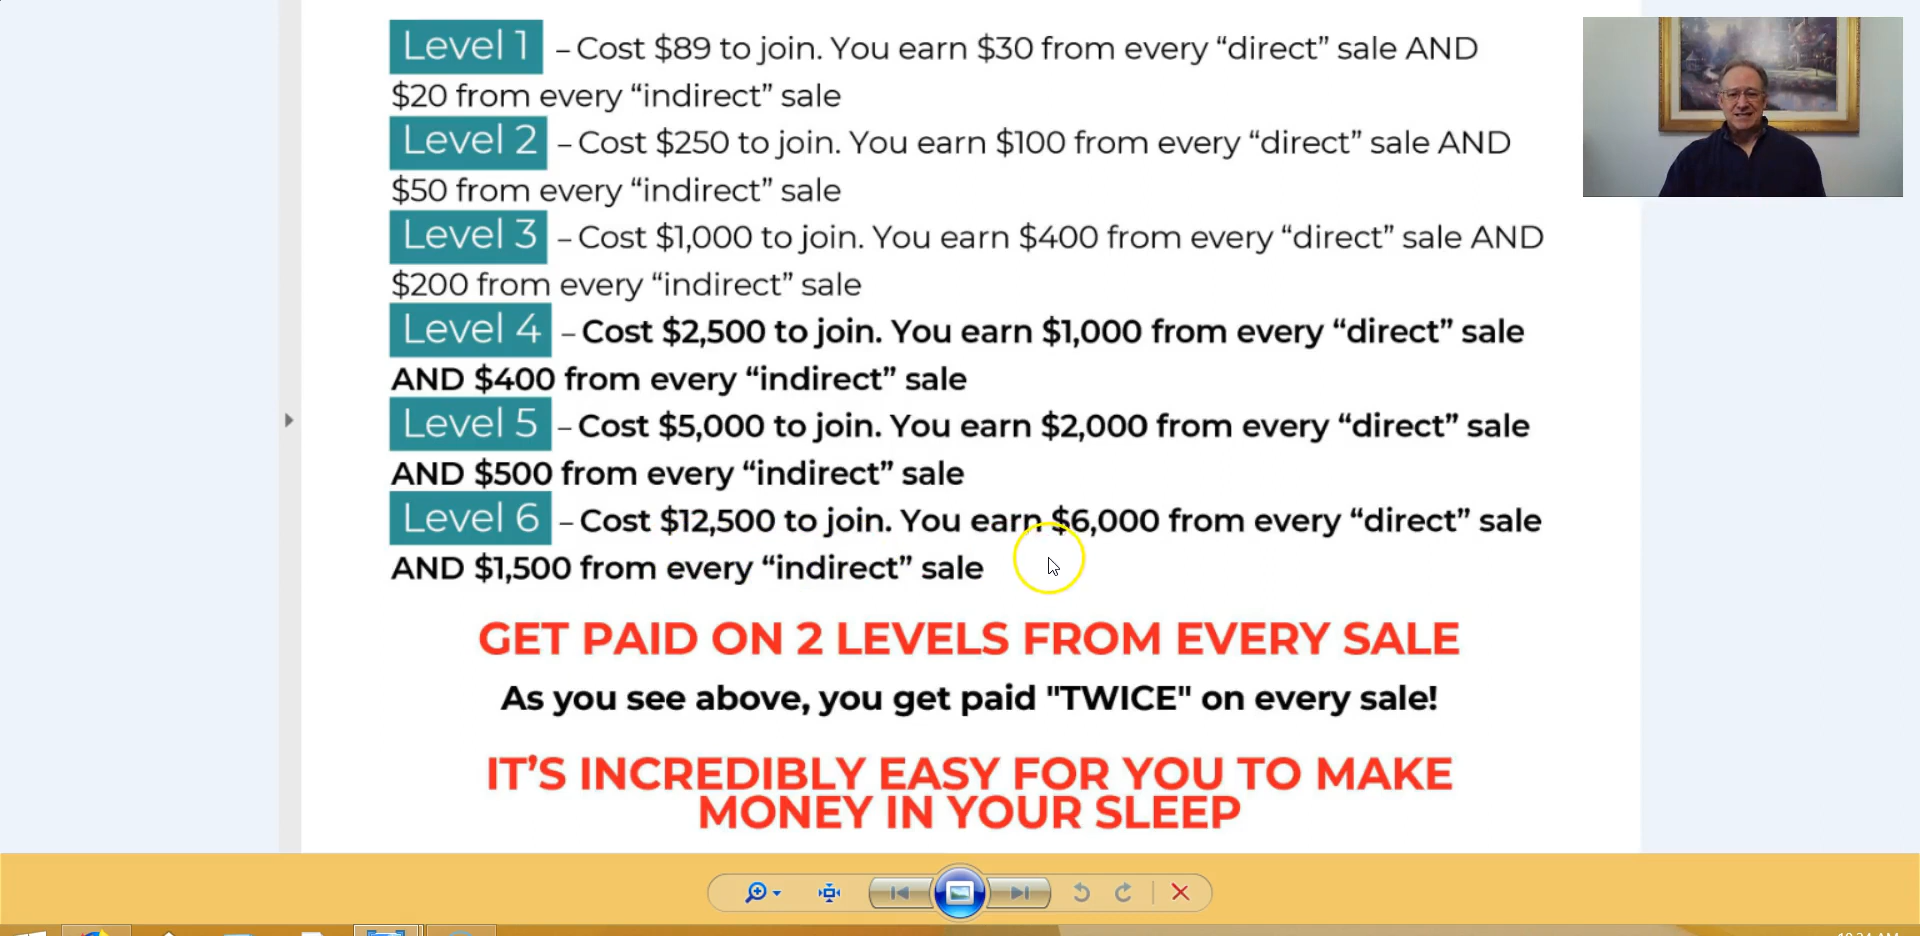 Level 1 – Cost $89 to join. You earn $30 from every “direct” sale AND
$20 from every “indirect” sale
Level 2 – Cost $250 to join. You earn $100 from every “direct” sale AND
$50 from every “indirect” sale
Level 3 – Cost $1,000 to join. You earn $400 from every “direct” sale AND
$200 from every “indirect” sale
Level 4 – Cost $2,500 to join. You earn $1,000 from every “direct” sale
AND $400 from every “indirect” sale
Level 5 – Cost $5,000 to join. You earn $2,000 from every “direct” sale
AND $500 from every “indirect” sale
Level 6 – Cost $12,500 to join. You earn $6,000 from every “direct” sale
AND $1,500 from every “indirect” sale
GET PAID ON 2 LEVELS FROM EVERY SALE
As you see above, you get paid "TWICE" on every sale!
IT’S INCREDIBLY EASY FOR YOU TO MAKE
MONEY IN YOUR SLEEP